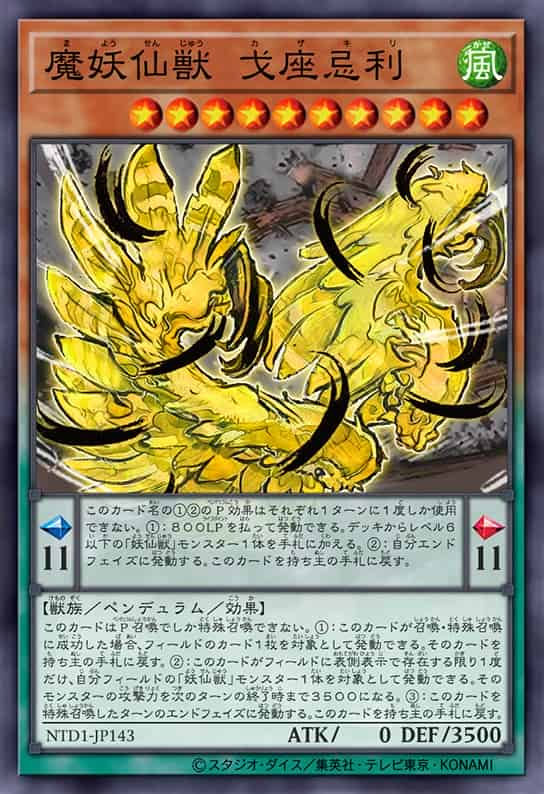 魔妖仙獣 戈座忌利
風
11
このカード名の①②のP効果はそれぞれ1ターンに1度しか使用
できない。①：800LPを払って発動できる。デッキからレベル6
以下の「妖仙獣」モンスター1体を手札に加える。②：自分エンド
フェイズに発動する。このカードを持ち主の手札に戻す。
11
【獣族／ペンデュラム／効果】
このカードはP召喚でしか特殊召喚できない。①：このカードが召喚・特殊召喚
に成功した場合、フィールドのカード1枚を対象として発動できる。そのカードを
持ち主の手札に戻す。②：このカードがフィールドに表側表示で存在する限り1度
だけ、自分フィールドの「妖仙獣」モンスター1体を対象として発動できる。その
モンスターの攻撃力を次のターンの終了時まで3500になる。③：このカードを
特殊召喚したターンのエンドフェイズに発動する。このカードを持ち主の手札に戻す。
NTD1-JP143 ATK/ 0 DEF/3500
©スタジオ・ダイス／集英社・テレビ東京・KONAMI